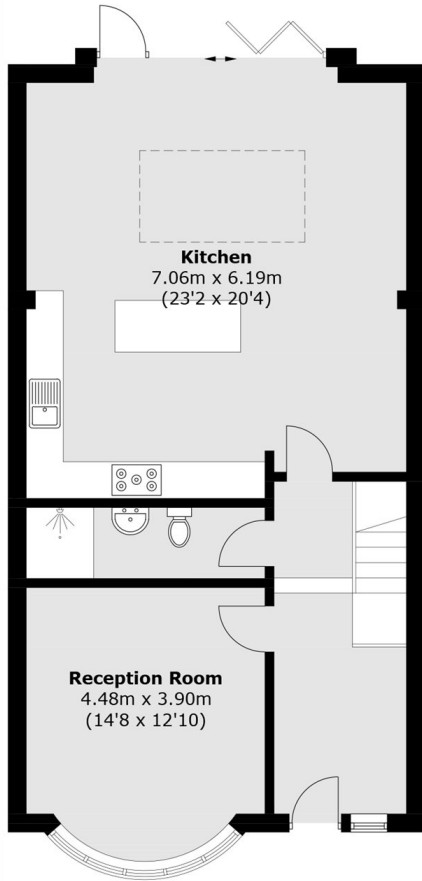 Kitchen
7.06m x 6.19m
(23'2 x 20'4)
Reception Room
4.48m x 3.90m
(14'8 x 12'10)